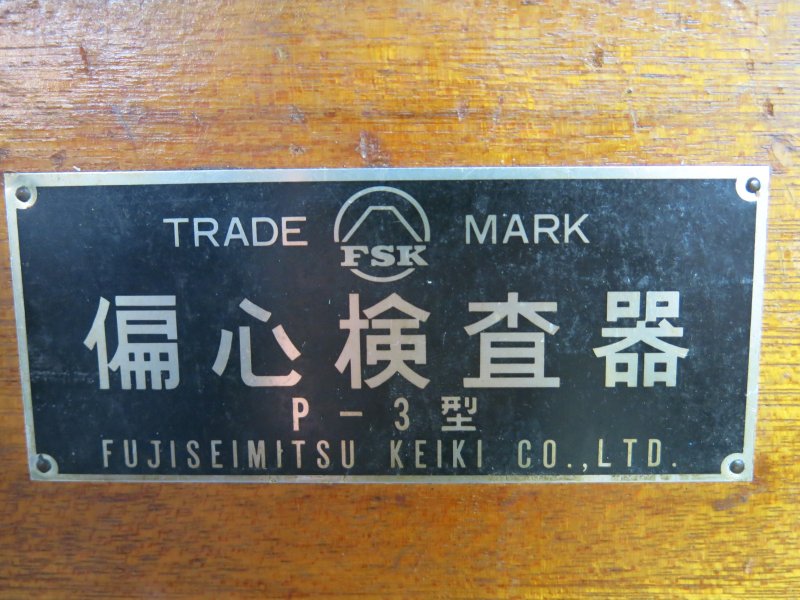 TRADE FSK MARK
偏心検査器
P-3型
FUJISEIMITSU KEIKI CO.,LTD.